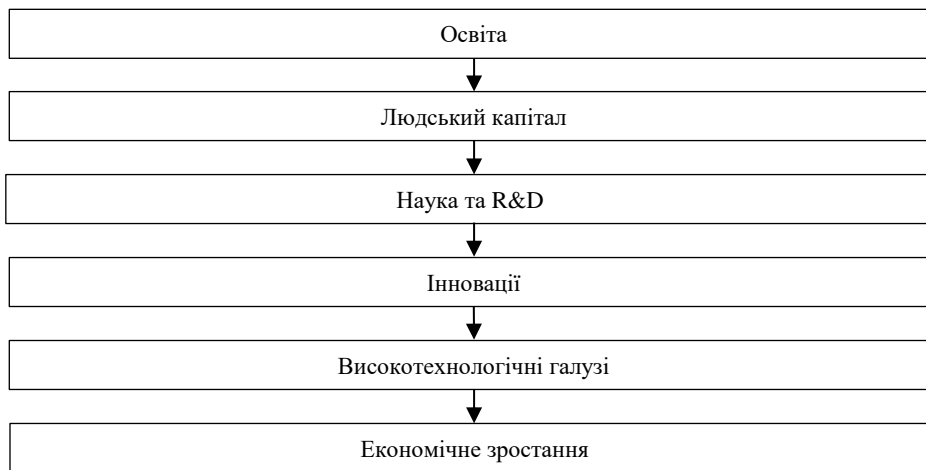 Освіта
Людський капітал
Наука та R&D
Інновації
Високотехнологічні галузі
Економічне зростання